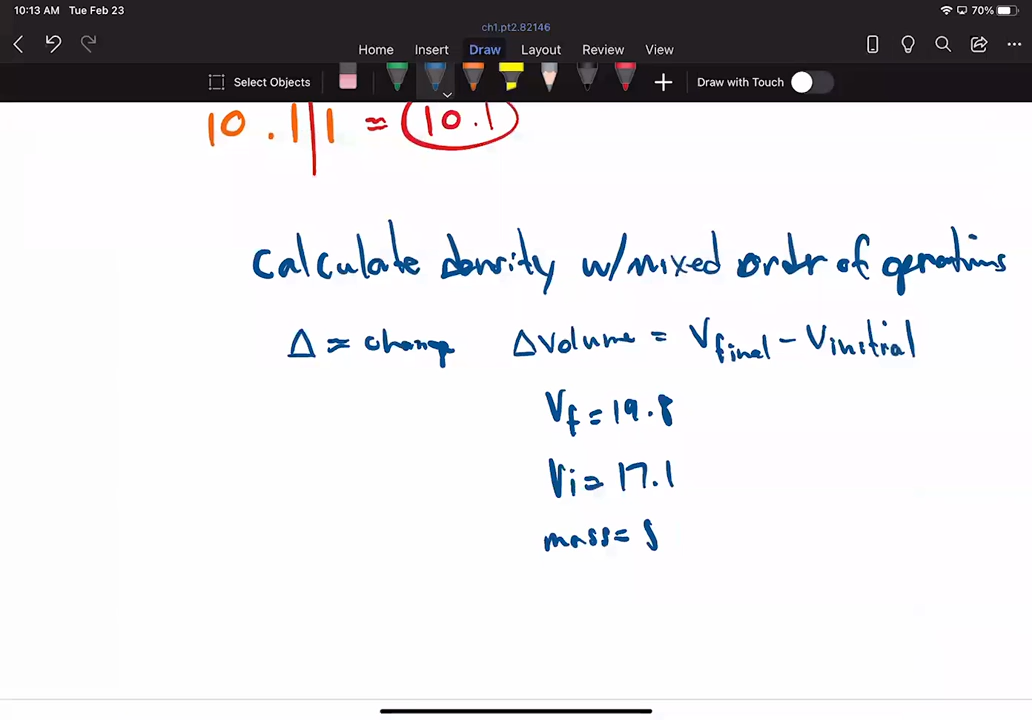 10:13 AM Tue Feb 23
70%
ch1.pt2.82146
Home Insert Draw Layout Review View
Select Objects
Draw with Touch
10.1|1 ≈ 10.1
Calculate density w/mixed order of operations
Δ ≈ change ΔVolume = Vfinal - Vinitial
Vf = 19.8
Vi = 17.1
mass=